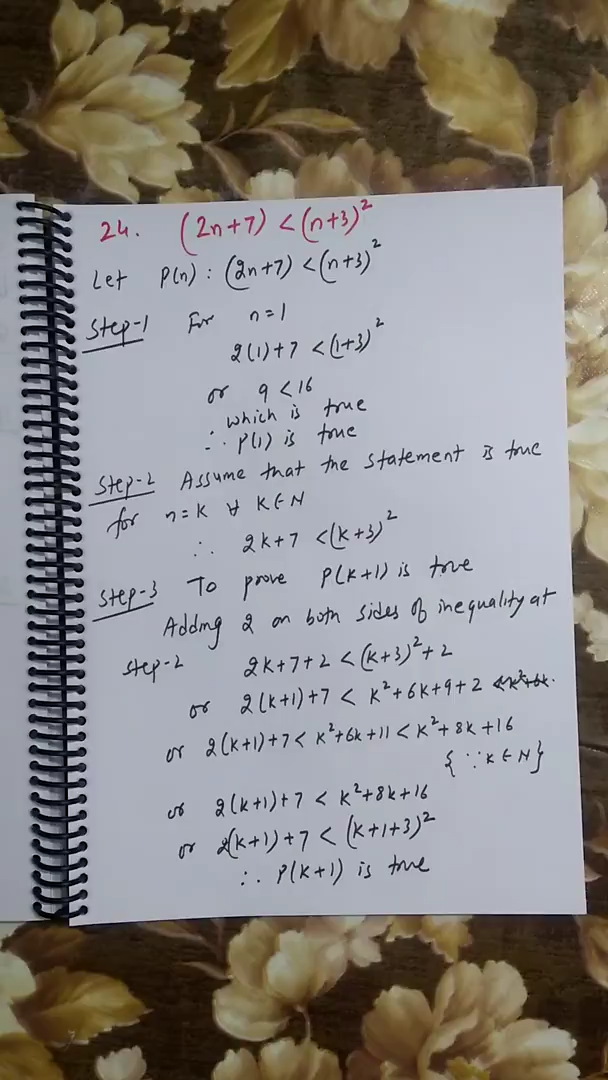 24. (2n+7) < (n+3)²
Let P(n) : (2n+7) < (n+3)²
Step-1 For n=1
2(1)+7 < (1+3)²
or 9 < 16
which is true
∴ P(1) is true
Step-2 Assume that the statement is true
for n=K ∀ K∈N
∴ 2K+7 < (K+3)²
Step-3 To prove P(K+1) is true
Adding 2 on both sides of inequality at
step-2 2K+7+2 < (K+3)²+2
or 2(K+1)+7 < K²+6K+9+2 <K²+6K.
or 2(K+1)+7 < K²+6K+11 < K²+8K+16
{∵ K∈N}
or 2(K+1)+7 < K²+8K+16
or 2(K+1)+7 < (K+1+3)²
∴ P(K+1) is true